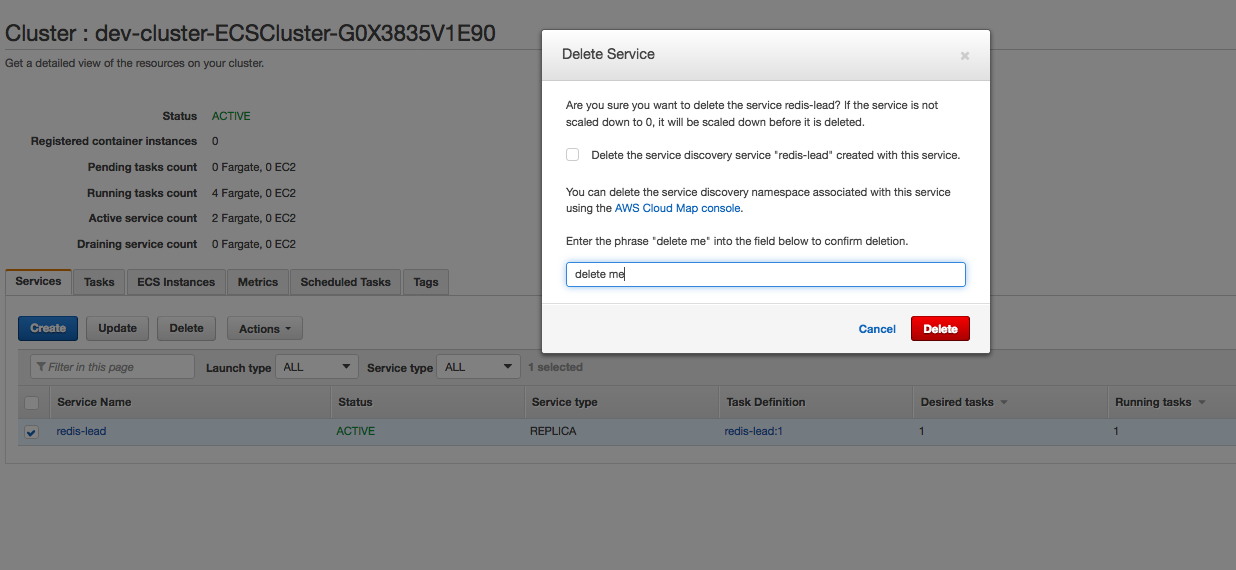 Cluster : dev-cluster-ECSCluster-G0X3835V1E90
Get a detailed view of the resources on your cluster.
Status ACTIVE
Registered container instances 0
Pending tasks count 0 Fargate, 0 EC2
Running tasks count 4 Fargate, 0 EC2
Active service count 2 Fargate, 0 EC2
Draining service count 0 Fargate, 0 EC2
Services Tasks ECS Instances Metrics Scheduled Tasks Tags
Create Update Delete Actions
Filter in this page Launch type ALL Service type ALL 1 selected
Service Name Status Service type Task Definition Desired tasks Running tasks
redis-lead ACTIVE REPLICA redis-lead:1 1 1
Delete Service
Are you sure you want to delete the service redis-lead? If the service is not
scaled down to 0, it will be scaled down before it is deleted.
Delete the service discovery service "redis-lead" created with this service.
You can delete the service discovery namespace associated with this service
using the AWS Cloud Map console.
Enter the phrase "delete me" into the field below to confirm deletion.
delete me
Cancel Delete